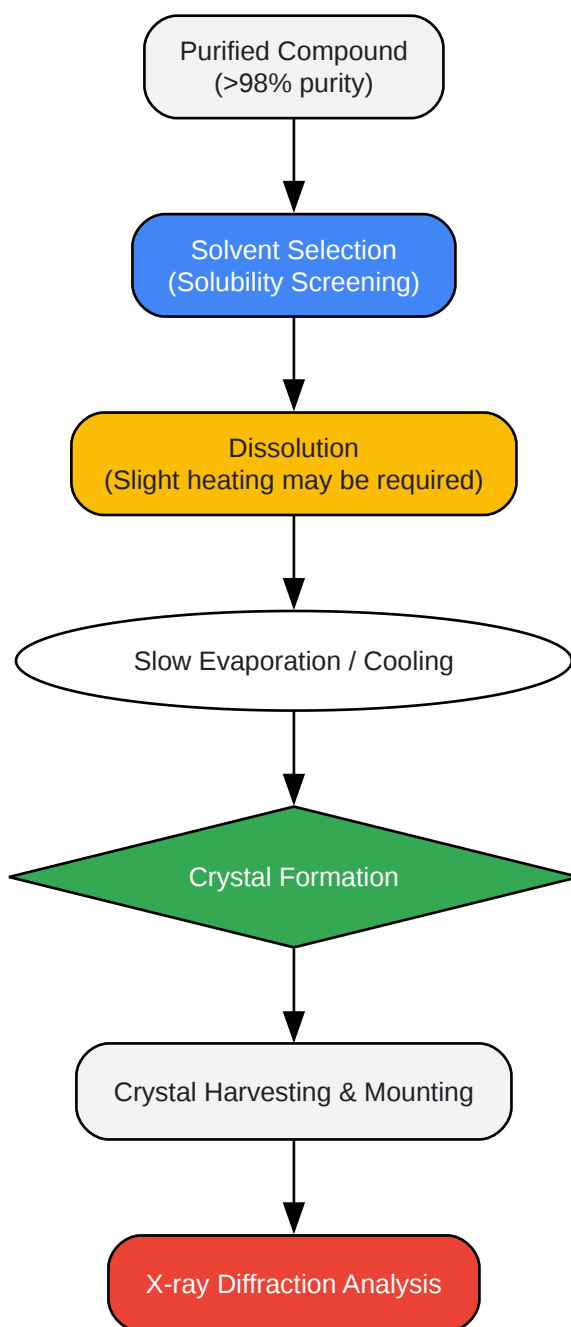 Purified Compound
(>98% purity)
Solvent Selection
(Solubility Screening)
Dissolution
(Slight heating may be required)
Slow Evaporation / Cooling
Crystal Formation
Crystal Harvesting & Mounting
X-ray Diffraction Analysis